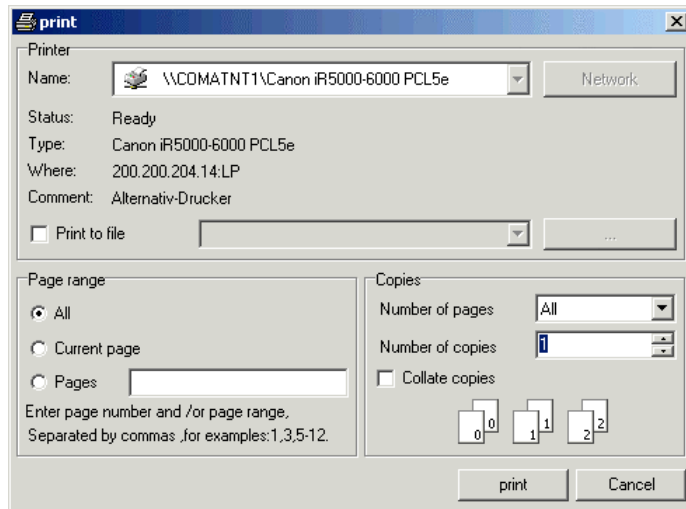 print
Printer
Name: \\COMATNT1\Canon iR5000-6000 PCL5e Network
Status: Ready
Type: Canon iR5000-6000 PCL5e
Where: 200.200.204.14:LP
Comment: Alternativ-Drucker
Print to file ...
Page range
All
Current page
Pages
Enter page number and /or page range,
Separated by commas ,for examples:1,3,5-12.
Copies
Number of pages All
Number of copies 1
Collate copies
0 0 1 1 2 2
print Cancel